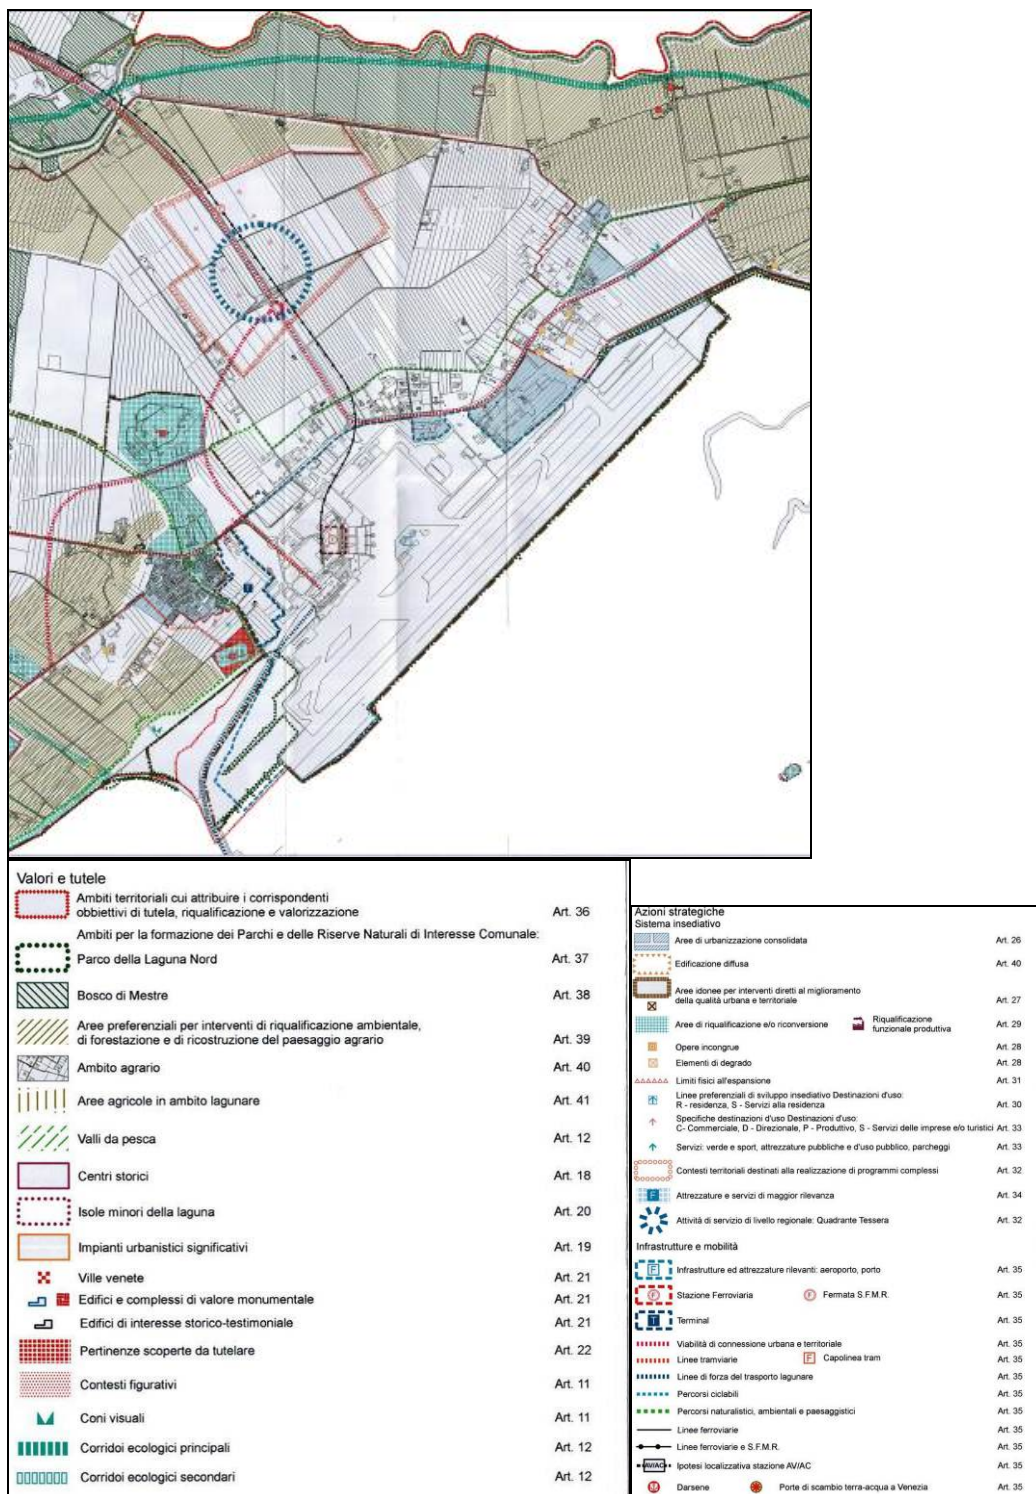 Valori e tutele
Ambiti territoriali cui attribuire i corrispondenti
obbiettivi di tutela, riqualificazione e valorizzazione Art. 36
Ambiti per la formazione dei Parchi e delle Riserve Naturali di Interesse Comunale:
Parco della Laguna Nord Art. 37
Bosco di Mestre Art. 38
Aree preferenziali per interventi di riqualificazione ambientale,
di forestazione e di ricostruzione del paesaggio agrario Art. 39
Ambito agrario Art. 40
Aree agricole in ambito lagunare Art. 41
Valli da pesca Art. 12
Centri storici Art. 18
Isole minori della laguna Art. 20
Impianti urbanistici significativi Art. 19
Ville venete Art. 21
Edifici e complessi di valore monumentale Art. 21
Edifici di interesse storico-testimoniale Art. 21
Pertinenze scoperte da tutelare Art. 22
Contesti figurativi Art. 11
Coni visuali Art. 11
Corridoi ecologici principali Art. 12
Corridoi ecologici secondari Art. 12
Azioni strategiche
Sistema insediativo
Aree di urbanizzazione consolidata Art. 26
Edificazione diffusa Art. 40
Aree idonee per interventi diretti al miglioramento
della qualità urbana e territoriale Art. 27
Aree di riqualificazione e/o riconversione Riqualificazione
funzionale produttiva Art. 29
Opere incongrue Art. 28
Elementi di degrado Art. 28
Limiti fisici all'espansione Art. 31
Linee preferenziali di sviluppo insediativo Destinazioni d'uso:
R - residenza, S - Servizi alla residenza Art. 30
Specifiche destinazioni d'uso Destinazioni d'uso:
C- Commerciale, D - Direzionale, P - Produttivo, S - Servizi delle imprese e/o turistici Art. 33
Servizi: verde e sport, attrezzature pubbliche e d'uso pubblico, parcheggi Art. 33
Contesti territoriali destinati alla realizzazione di programmi complessi Art. 32
F Attrezzature e servizi di maggior rilevanza Art. 34
Attività di servizio di livello regionale: Quadrante Tessera Art. 32
Infrastrutture e mobilità
F Infrastrutture ed attrezzature rilevanti: aeroporto, porto Art. 35
F Stazione Ferroviaria F Fermata S.F.M.R. Art. 35
T Terminal Art. 35
Viabilità di connessione urbana e territoriale Art. 35
Linee tramviarie F Capolinea tram Art. 35
Linee di forza del trasporto lagunare Art. 35
Percorsi ciclabili Art. 35
Percorsi naturalistici, ambientali e paesaggistici Art. 35
Linee ferroviarie Art. 35
Linee ferroviarie e S.F.M.R. Art. 35
AV/AC Ipotesi localizzativa stazione AV/AC Art. 35
Darsene Porte di scambio terra-acqua a Venezia Art. 35